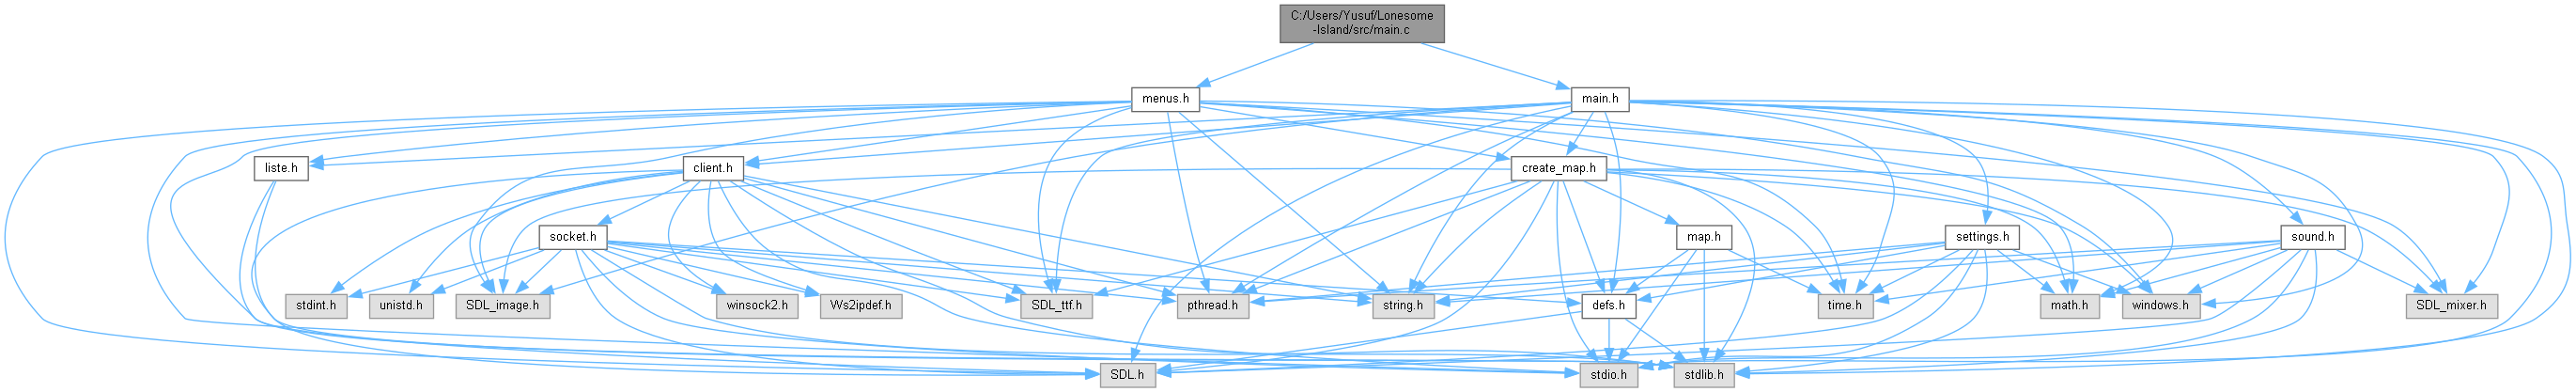 C:/Users/Yusuf/Lonesome
-Island/src/main.c
menus.h
main.h
liste.h
client.h
create_map.h
socket.h
map.h
settings.h
sound.h
stdint.h
unistd.h
SDL_image.h
winsock2.h
Ws2ipdef.h
SDL_ttf.h
pthread.h
string.h
defs.h
time.h
math.h
windows.h
SDL_mixer.h
SDL.h
stdio.h
stdlib.h